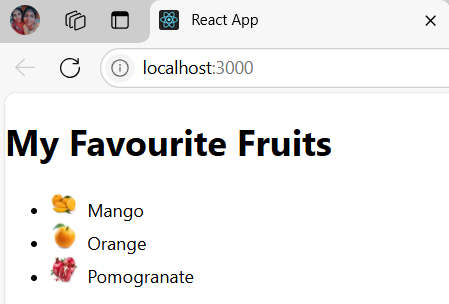 React App
localhost:3000
My Favourite Fruits
Mango
Orange
Pomogranate